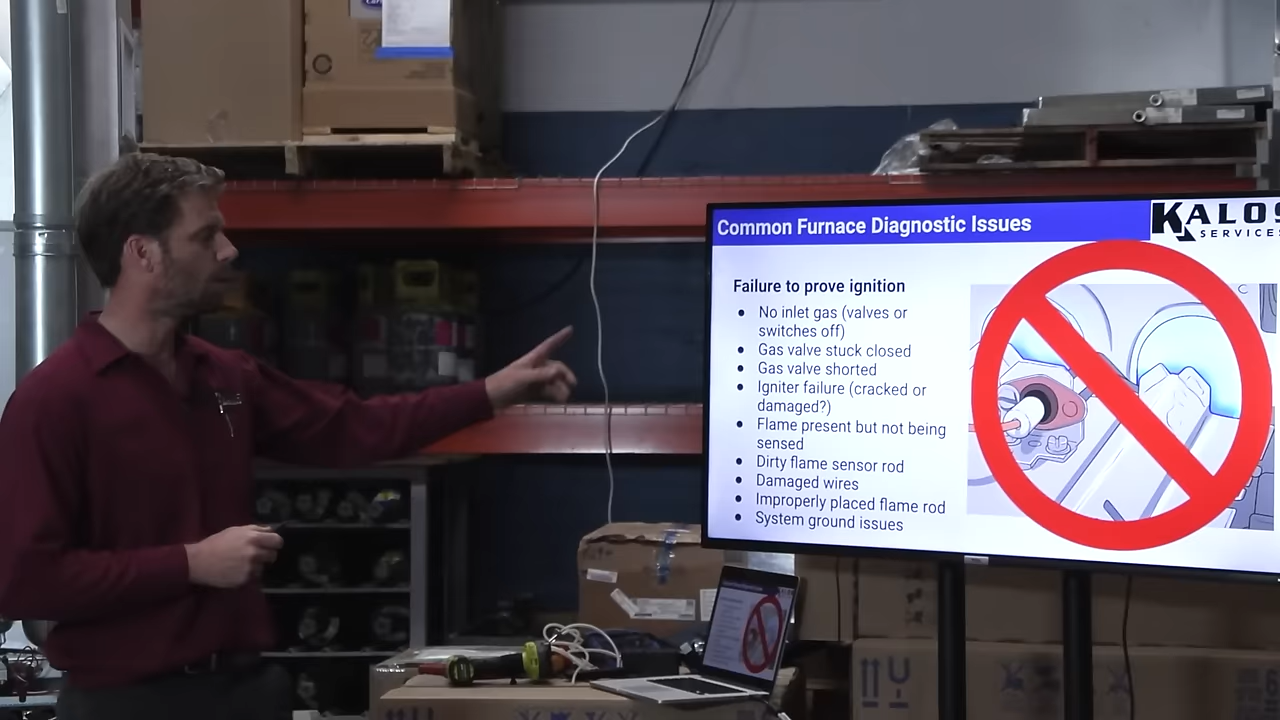 Common Furnace Diagnostic Issues
KALOS
SERVICES
Failure to prove ignition
No inlet gas (valves or
switches off)
Gas valve stuck closed
Gas valve shorted
Igniter failure (cracked or
damaged?)
Flame present but not being
sensed
Dirty flame sensor rod
Damaged wires
Improperly placed flame rod
System ground issues